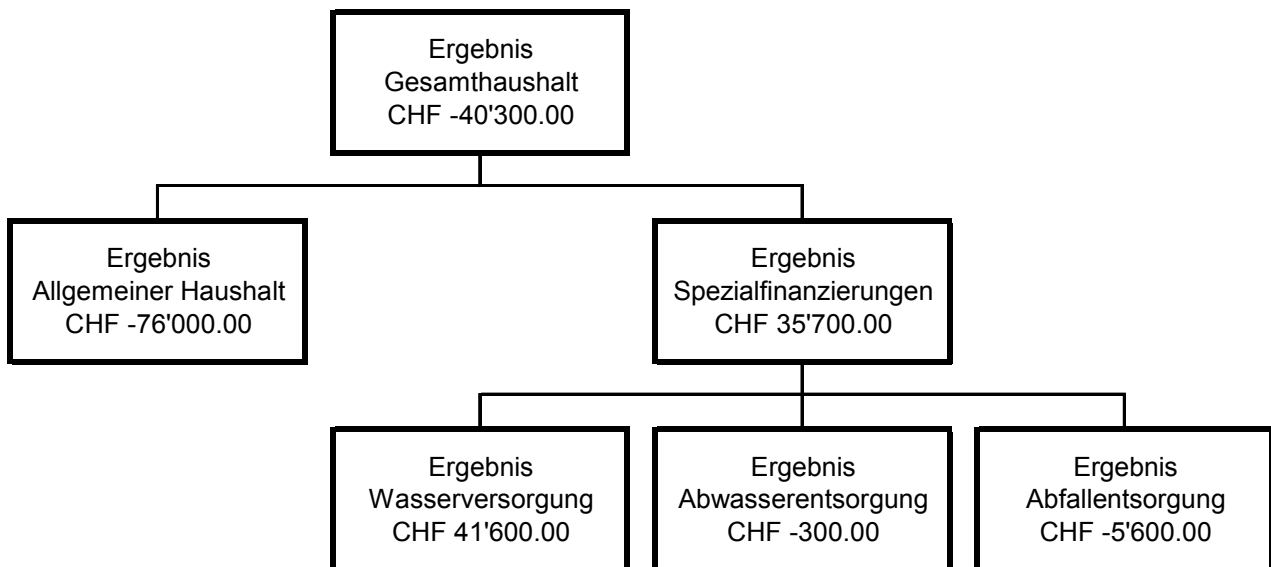 Ergebnis
Gesamthaushalt
CHF -40'300.00
Ergebnis
Allgemeiner Haushalt
CHF -76'000.00
Ergebnis
Spezialfinanzierungen
CHF 35'700.00
Ergebnis
Wasserversorgung
CHF 41'600.00
Ergebnis
Abwasserentsorgung
CHF -300.00
Ergebnis
Abfallentsorgung
CHF -5'600.00